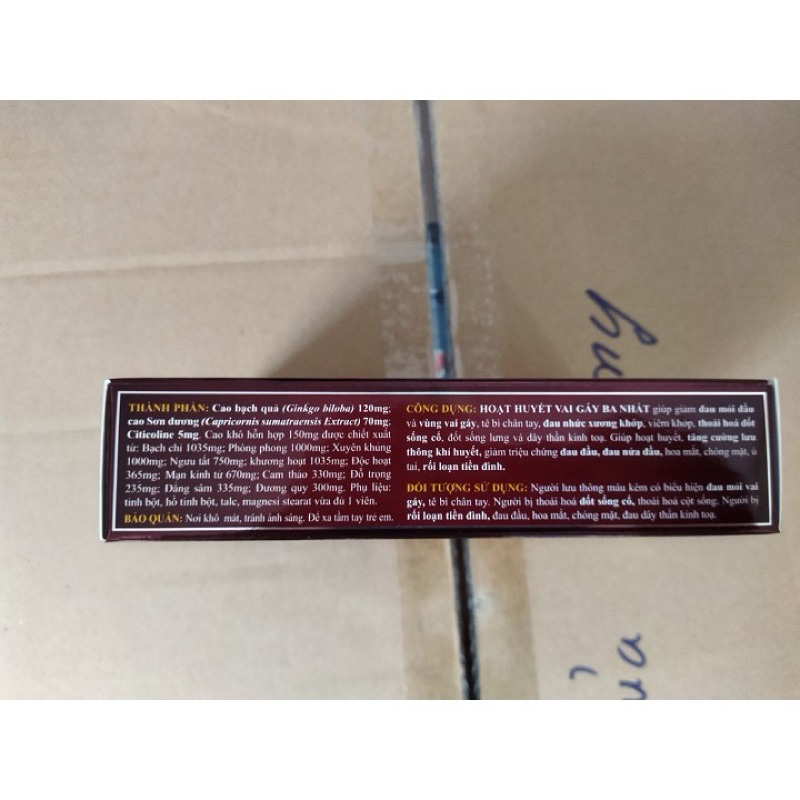 THÀNH PHẦN: Cao bạch quả (Ginkgo biloba) 120mg;
cao Sơn dương (Capricornis sumatraensis Extract) 70mg;
Citicoline 5mg. Cao khô hỗn hợp 150mg được chiết xuất
từ: Bạch chỉ 1035mg; Phòng phong 1000mg; Xuyên khung
1000mg; Ngưu tất 750mg; khương hoạt 1035mg; Độc hoạt
365mg; Mạn kinh tử 670mg; Cam thảo 330mg; Đỗ trọng
235mg; Đẳng sâm 335mg; Đương quy 300mg. Phụ liệu:
tinh bột, hồ tinh bột, talc, magnesi stearat vừa đủ 1 viên.
BẢO QUẢN: Nơi khô mát, tránh ánh sáng. Để xa tầm tay trẻ em.
CÔNG DỤNG: HOẠT HUYẾT VAI GÁY BA NHẤT giúp giảm đau mỏi đầu
và vùng vai gáy, tê bì chân tay, đau nhức xương khớp, viêm khớp, thoái hoá đốt
sống cổ, đốt sống lưng và dây thần kinh toạ. Giúp hoạt huyết, tăng cường lưu
thông khí huyết, giảm triệu chứng đau đầu, đau nửa đầu, hoa mắt, chóng mặt, ù
tai, rối loạn tiền đình.
ĐỐI TƯỢNG SỬ DỤNG: Người lưu thông máu kém có biểu hiện đau mỏi vai
gáy, tê bì chân tay. Người bị thoái hoá đốt sống cổ, thoái hoá cột sống. Người bị
rối loạn tiền đình, đau đầu, hoa mắt, chóng mặt, đau dây thần kinh toạ.